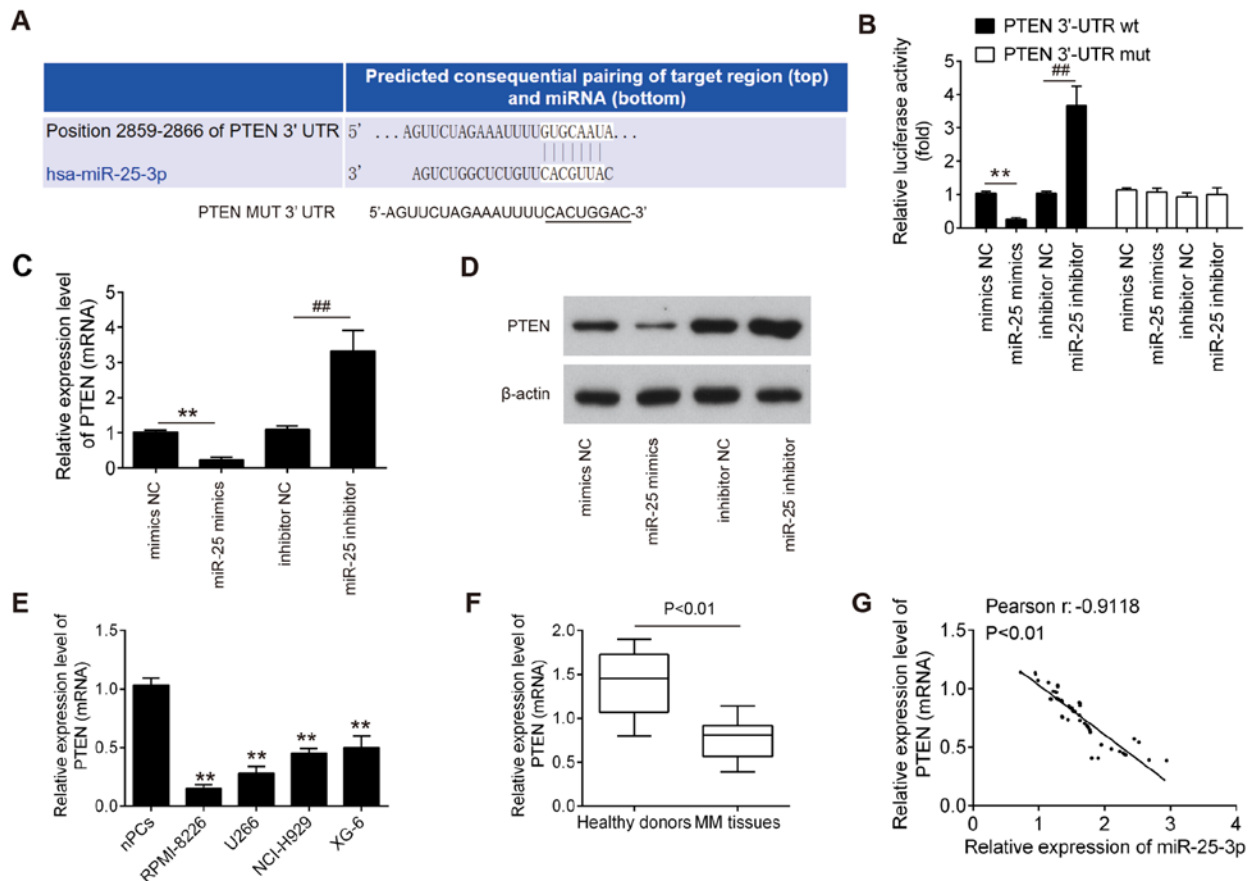 A
Predicted consequential pairing of target region (top)
and miRNA (bottom)
Position 2859-2866 of PTEN 3' UTR 5' ...AGUUCUAGAAAUUUUGUGCAAUA...
hsa-miR-25-3p 3' AGUCUGGCUCUGUUCACGUUAC
PTEN MUT 3' UTR 5'-AGUUCUAGAAAUUUUCACUGGAC-3'
B
PTEN 3'-UTR wt
PTEN 3'-UTR mut
Relative luciferase activity
(fold)
5
4
3
2
1
0
**
##
mimics NC
miR-25 mimics
inhibitor NC
miR-25 inhibitor
mimics NC
miR-25 mimics
inhibitor NC
miR-25 inhibitor
C
Relative expression level
of PTEN (mRNA)
5
4
3
2
1
0
**
##
mimics NC
miR-25 mimics
inhibitor NC
miR-25 inhibitor
D
PTEN
β-actin
mimics NC
miR-25 mimics
inhibitor NC
miR-25 inhibitor
E
Relative expression level of
PTEN (mRNA)
1.5
1.0
0.5
0.0
**
**
**
**
nPCs
RPMI-8226
U266
NCI-H929
XG-6
F
Relative expression level of
PTEN (mRNA)
2.0
1.5
1.0
0.5
0.0
P<0.01
Healthy donors MM tissues
G
Pearson r: -0.9118
P<0.01
Relative expression level of
PTEN (mRNA)
1.5
1.0
0.5
0.0
0 1 2 3 4
Relative expression of miR-25-3p